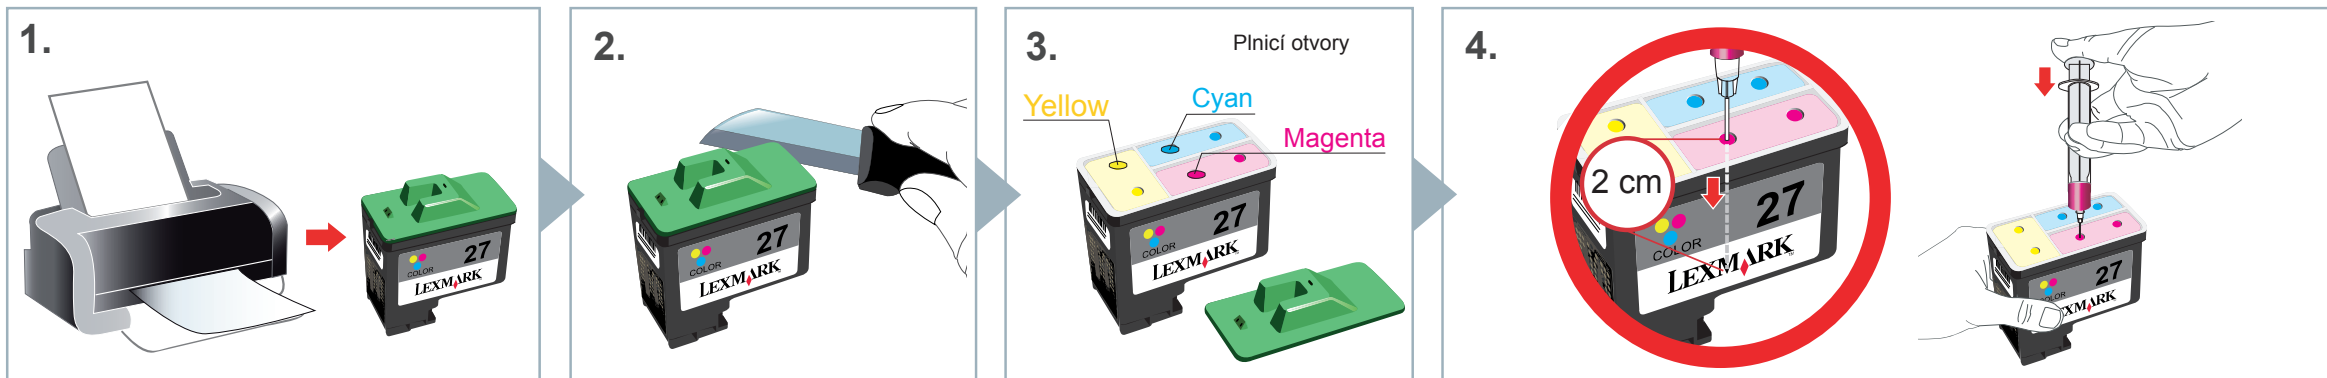 1.
27
COLOR
LEXMARK
2.
27
COLOR
LEXMARK
3.
Plnicí otvory
Yellow
Cyan
Magenta
27
COLOR
LEXMARK
4.
2 cm
27
COLOR
LEXMARK
27
COLOR
LEXMARK